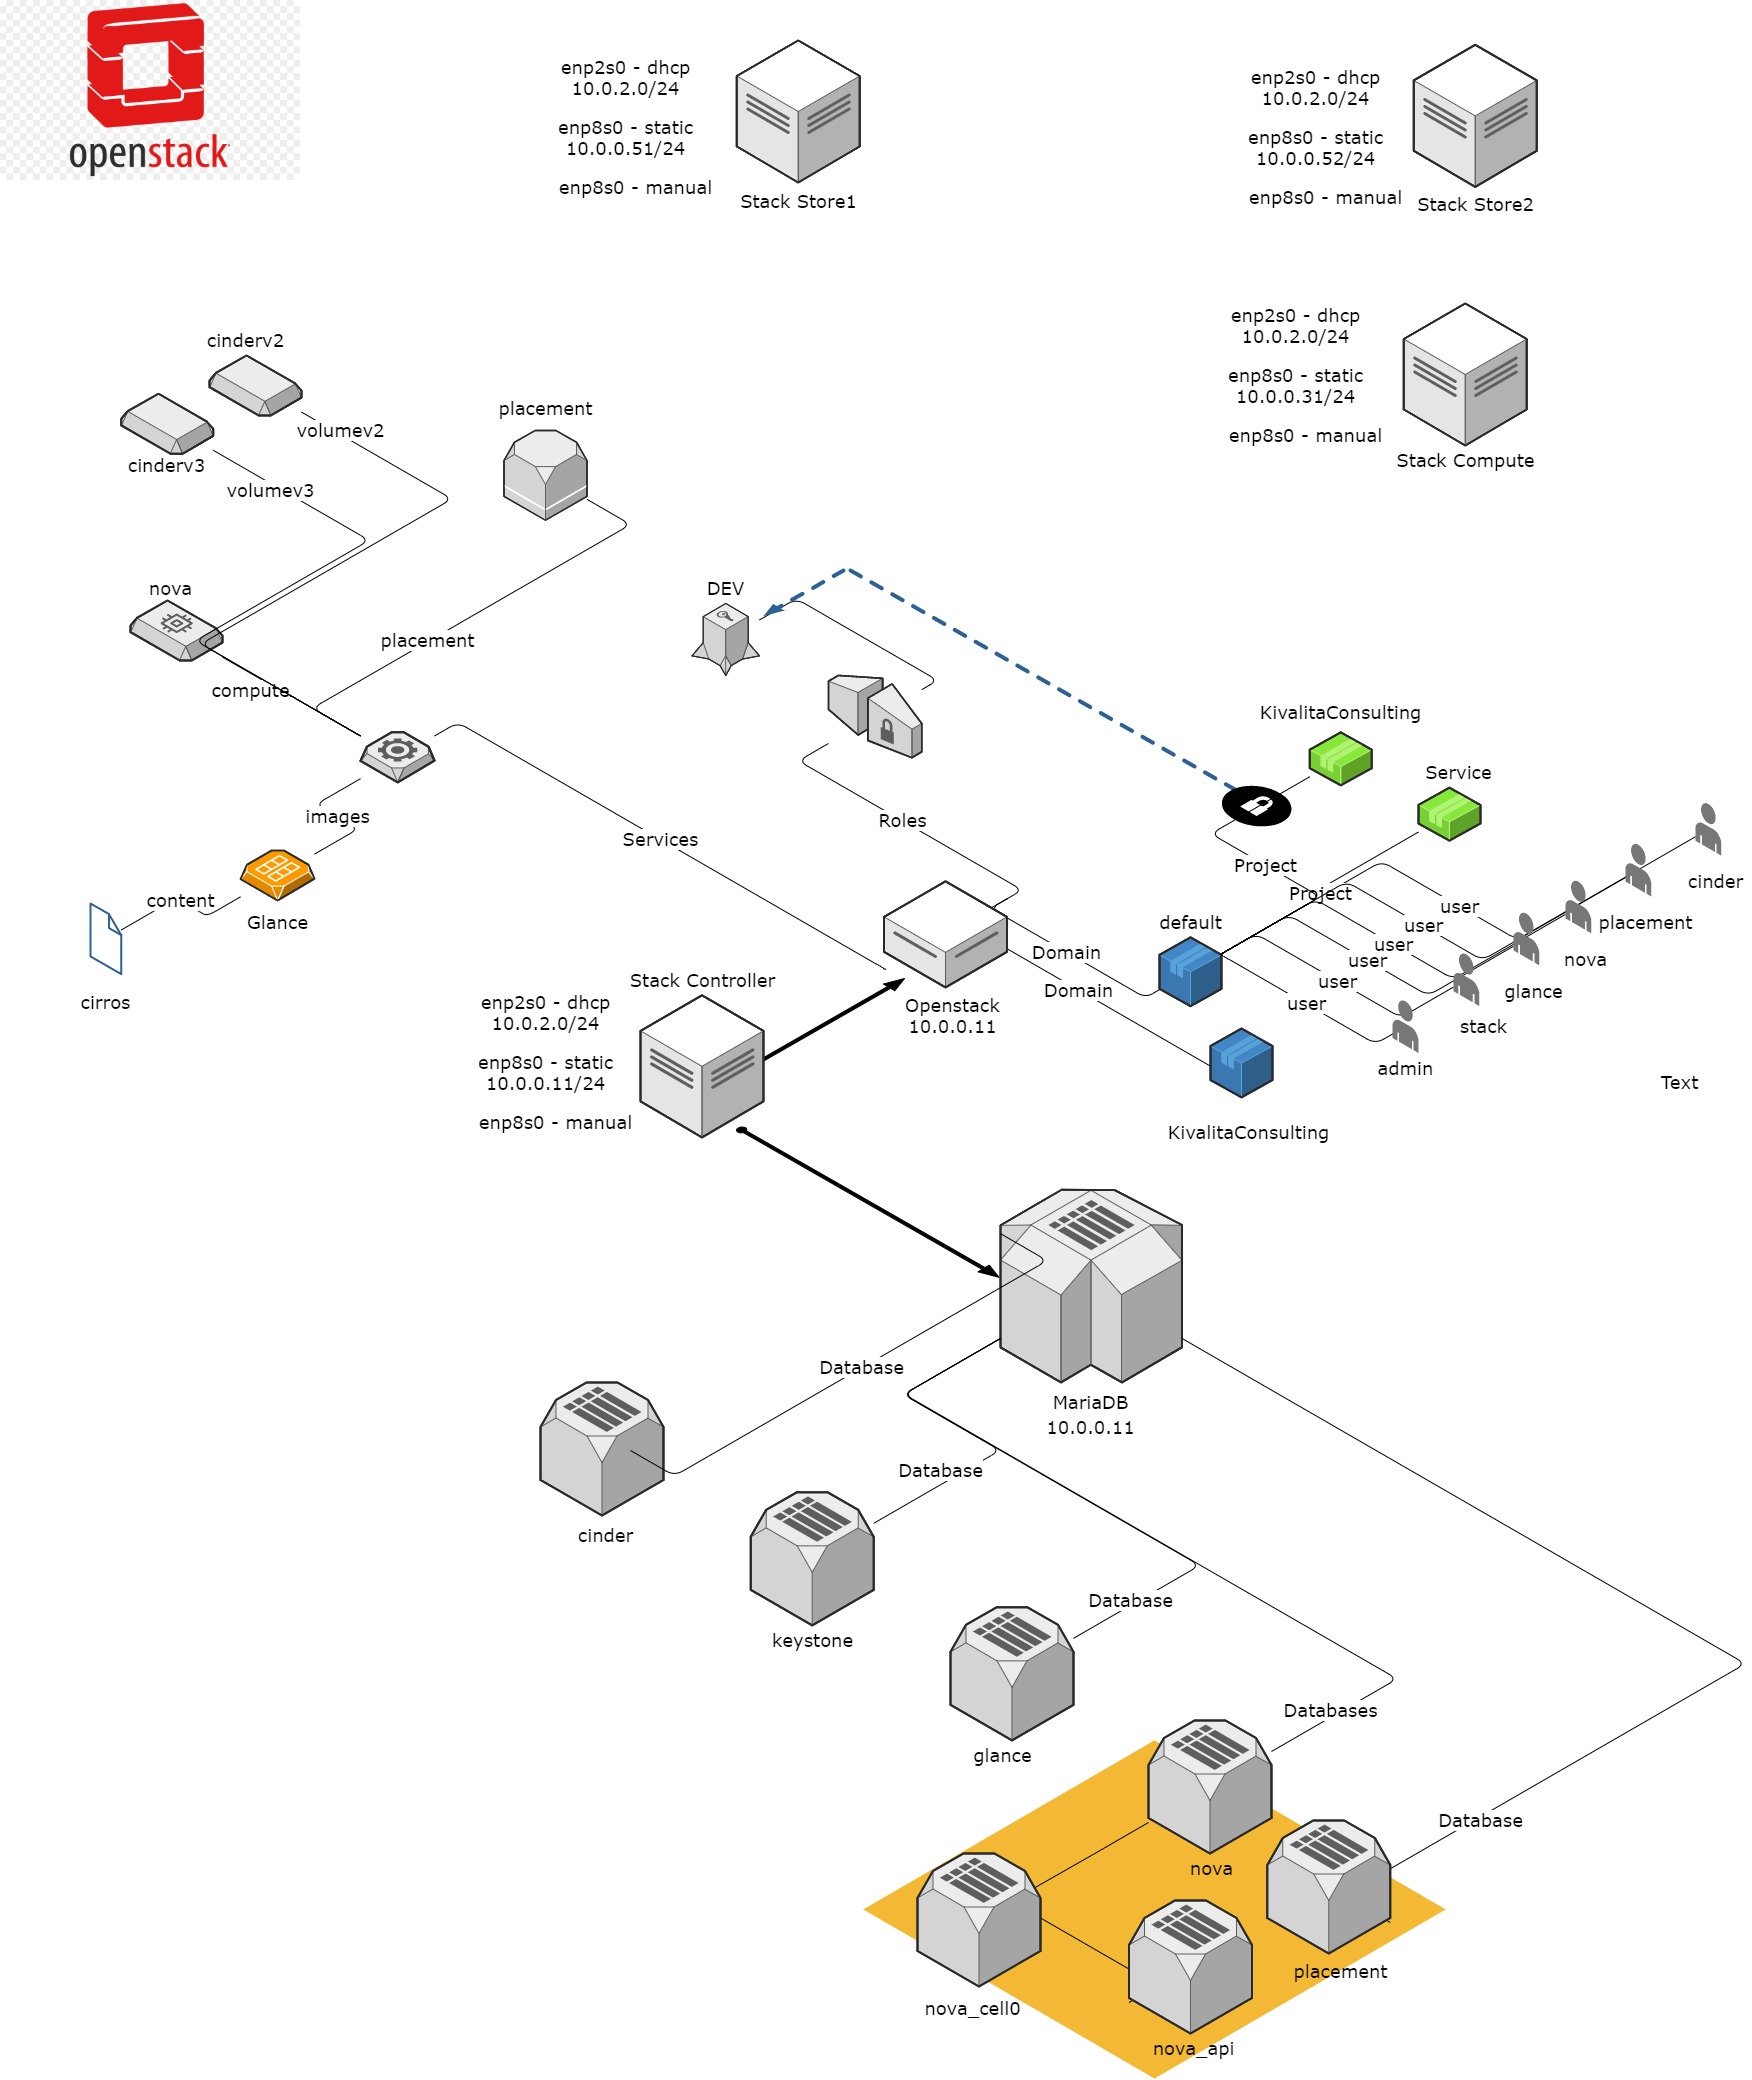 openstack
enp2s0 - dhcp
10.0.2.0/24
enp8s0 - static
10.0.0.51/24
enp8s0 - manual
Stack Store1
enp2s0 - dhcp
10.0.2.0/24
enp8s0 - static
10.0.0.52/24
enp8s0 - manual
Stack Store2
enp2s0 - dhcp
10.0.2.0/24
enp8s0 - static
10.0.0.31/24
enp8s0 - manual
Stack Compute
cinderv2
volumev2
cinderv3
volumev3
placement
nova
placement
compute
DEV
images
content
Glance
cirros
Services
Roles
KivalitaConsulting
Service
Project
Project
default
Domain
Domain
user
user
user
user
user
user
cinder
placement
nova
glance
stack
admin
Text
KivalitaConsulting
Openstack
10.0.0.11
Stack Controller
enp2s0 - dhcp
10.0.2.0/24
enp8s0 - static
10.0.0.11/24
enp8s0 - manual
MariaDB
10.0.0.11
Database
cinder
Database
keystone
Database
glance
Databases
nova
Database
placement
nova_cell0
nova_api